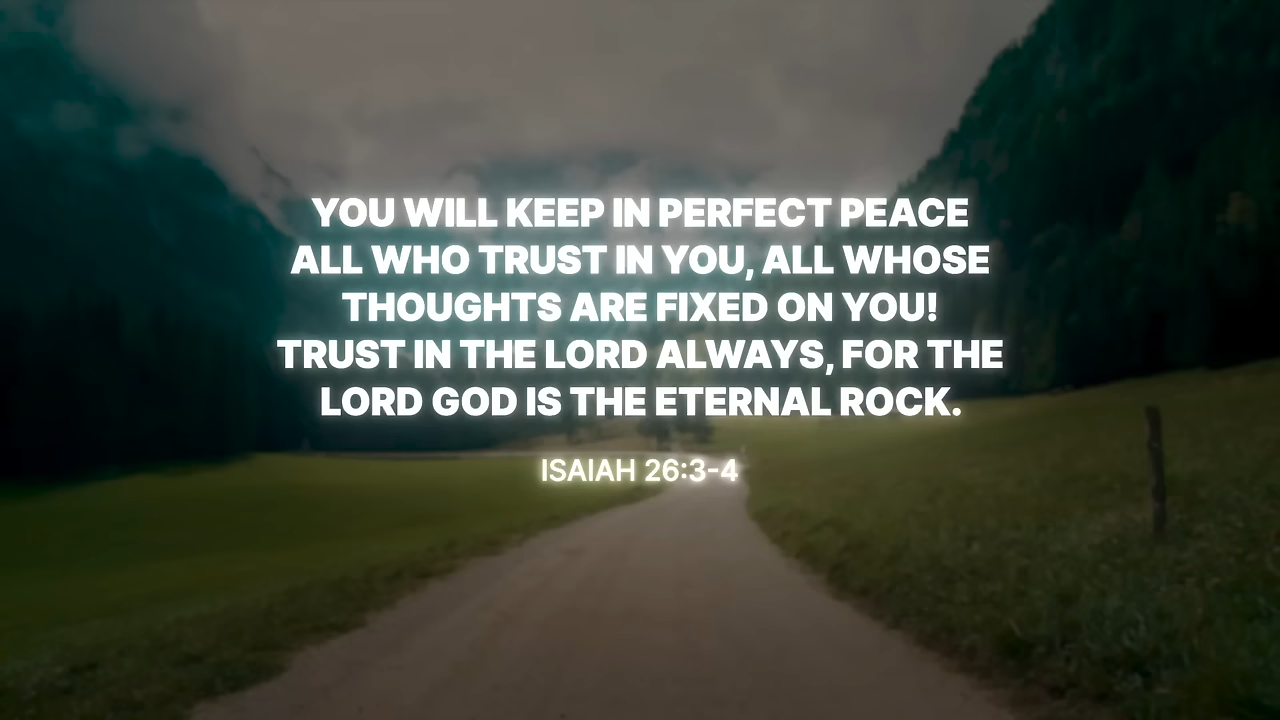 YOU WILL KEEP IN PERFECT PEACE
ALL WHO TRUST IN YOU, ALL WHOSE
THOUGHTS ARE FIXED ON YOU!
TRUST IN THE LORD ALWAYS, FOR THE
LORD GOD IS THE ETERNAL ROCK.
ISAIAH 26:3-4